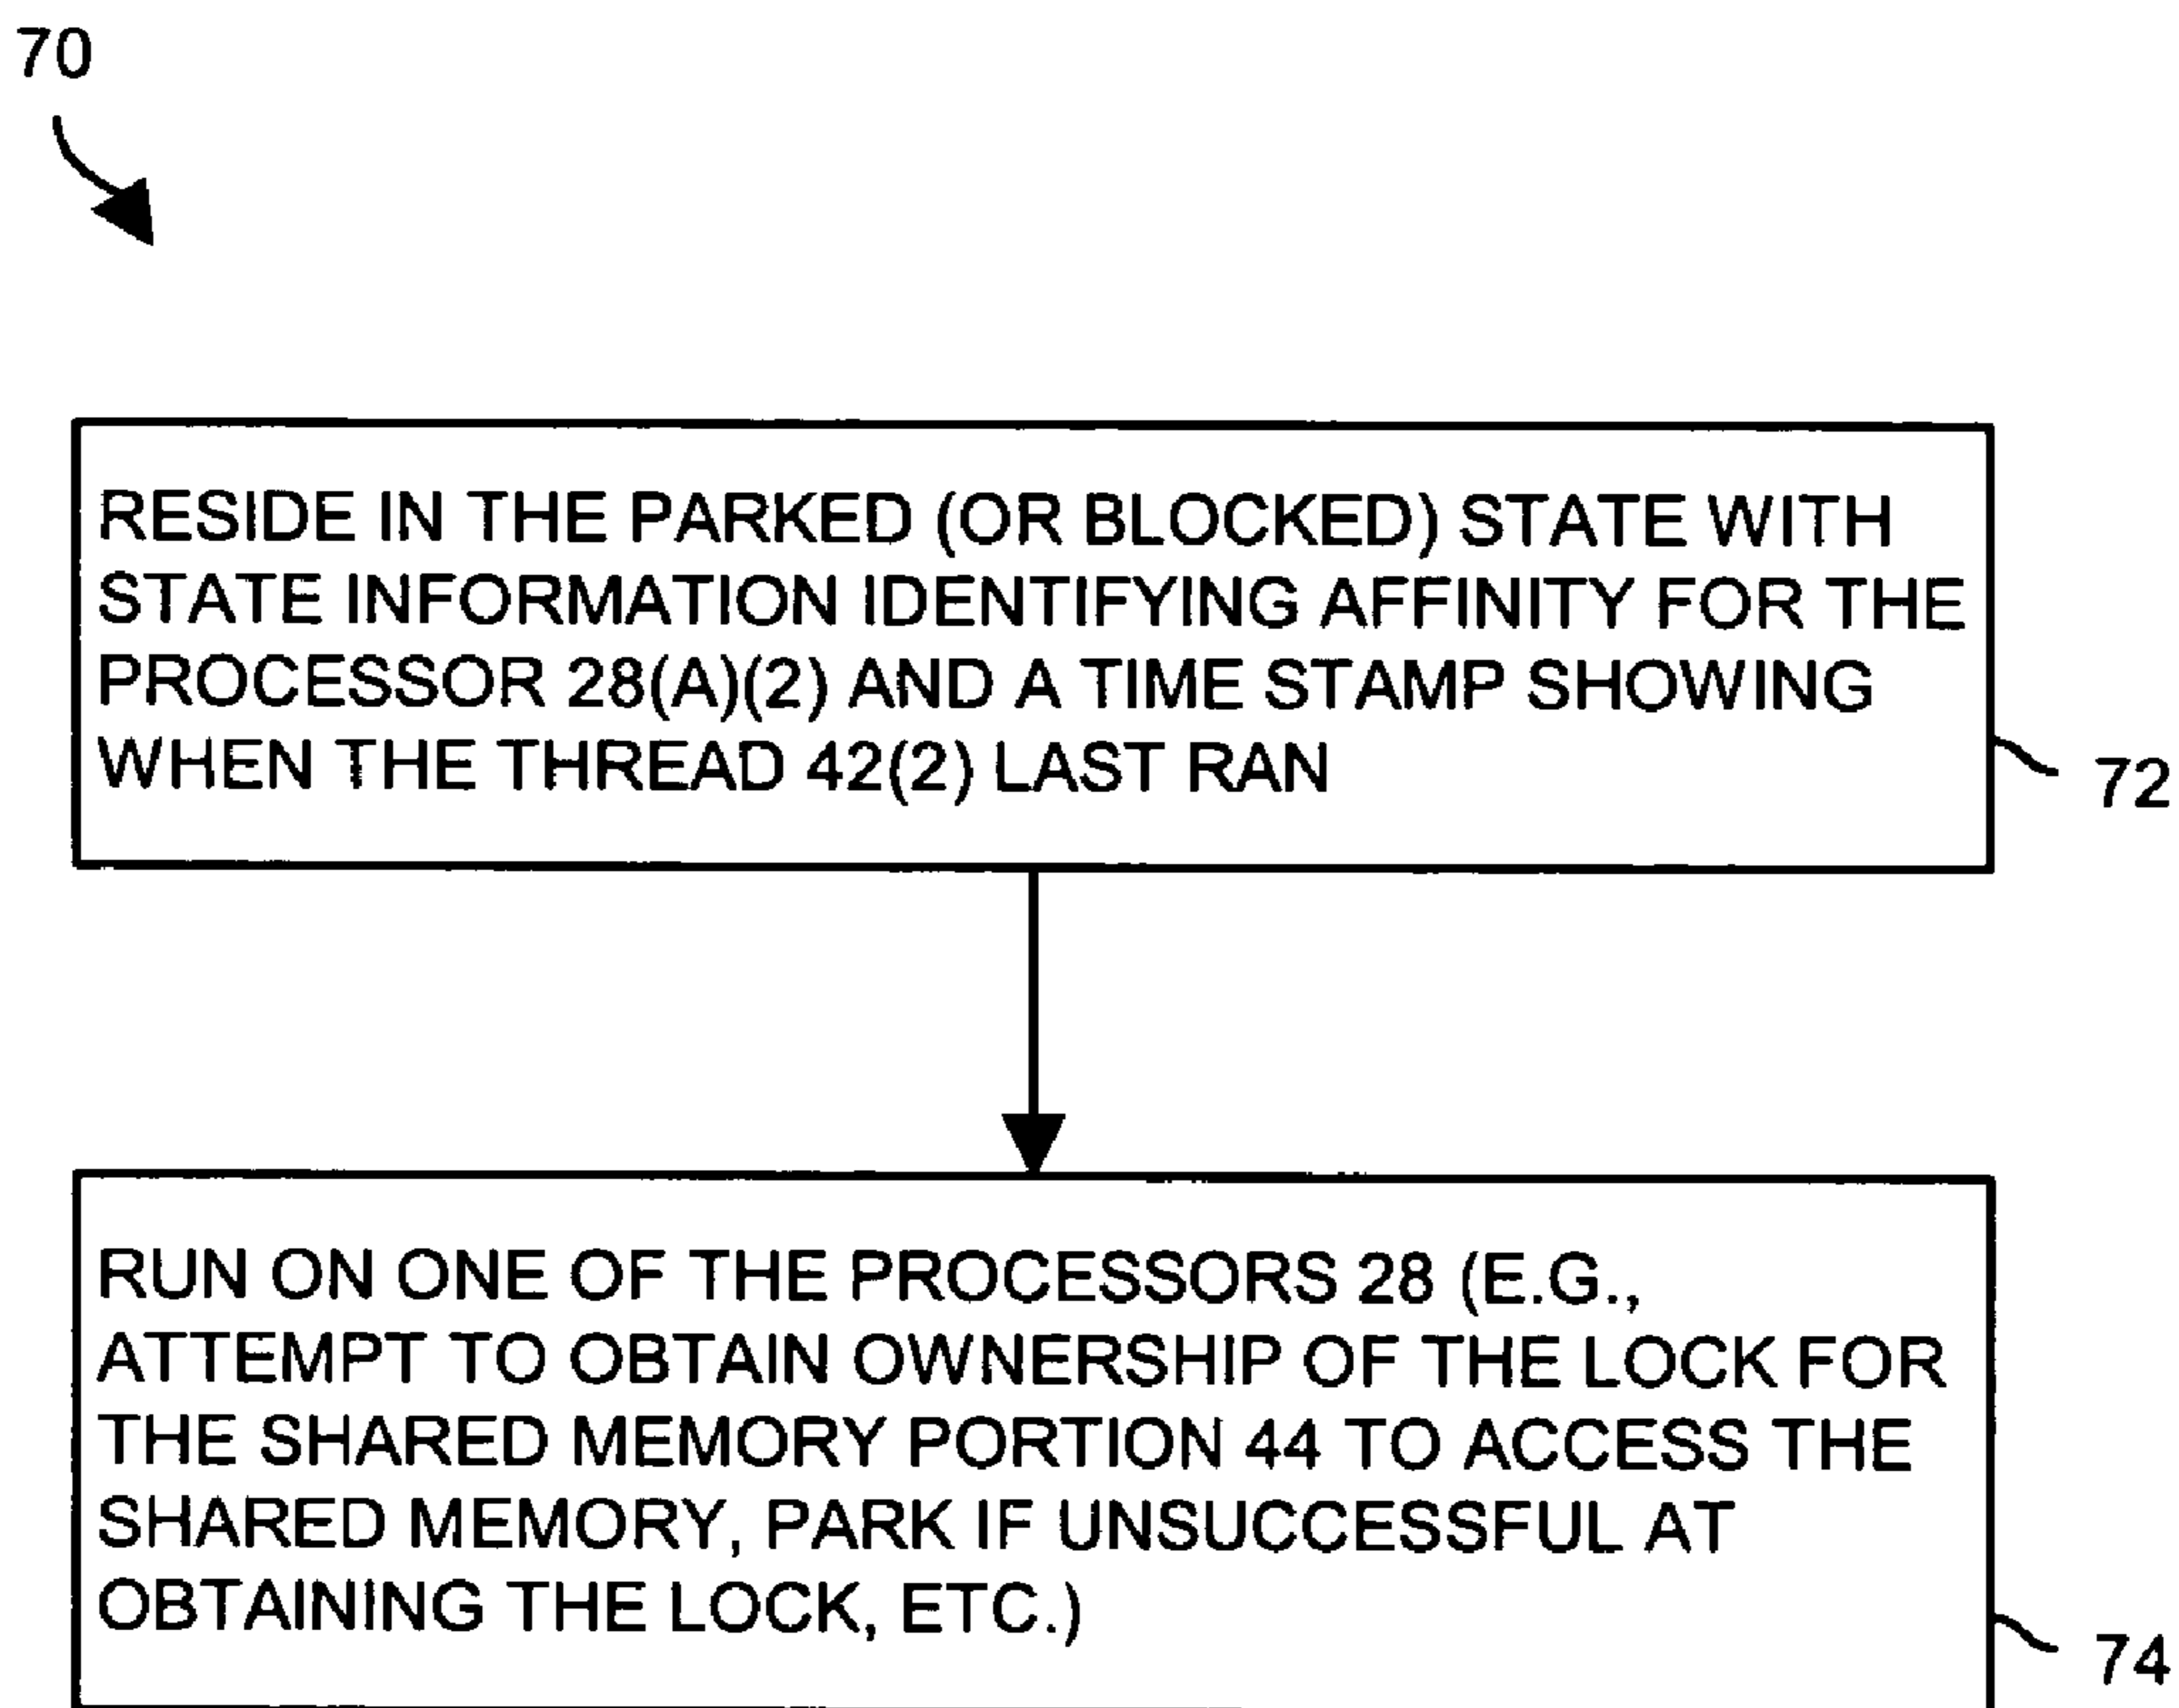 70
RESIDE IN THE PARKED (OR BLOCKED) STATE WITH
STATE INFORMATION IDENTIFYING AFFINITY FOR THE
PROCESSOR 28(A)(2) AND A TIME STAMP SHOWING
WHEN THE THREAD 42(2) LAST RAN
72
RUN ON ONE OF THE PROCESSORS 28 (E.G.,
ATTEMPT TO OBTAIN OWNERSHIP OF THE LOCK FOR
THE SHARED MEMORY PORTION 44 TO ACCESS THE
SHARED MEMORY, PARK IF UNSUCCESSFUL AT
OBTAINING THE LOCK, ETC.)
74